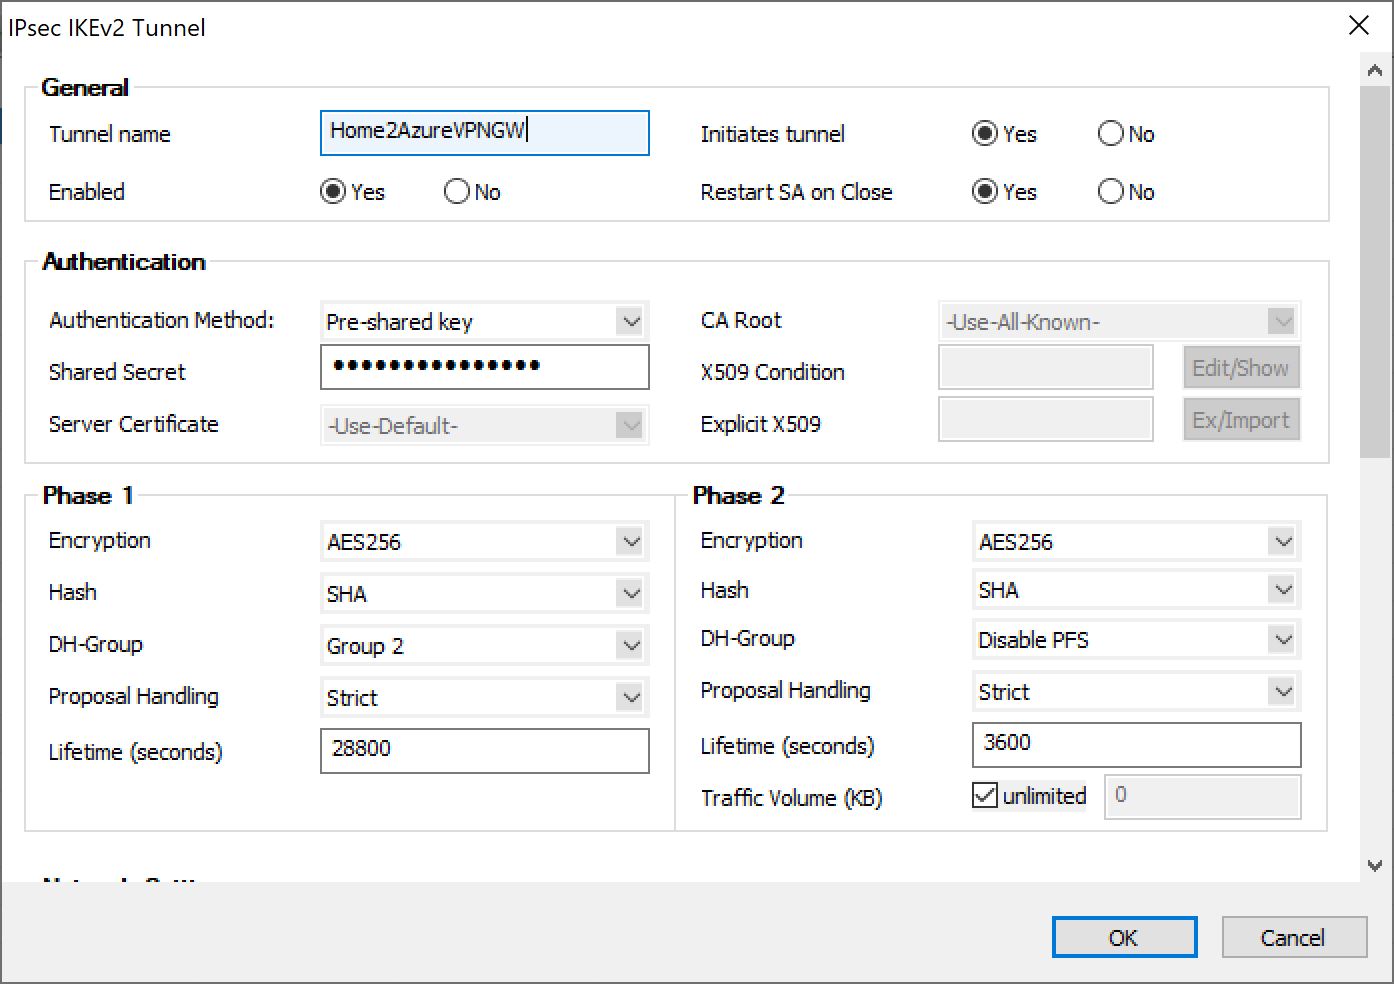 IPsec IKEv2 Tunnel
General
Tunnel name Home2AzureVPNGW Initiates tunnel Yes No
Enabled Yes No Restart SA on Close Yes No
Authentication
Authentication Method: Pre-shared key CA Root -Use-All-Known-
Shared Secret ••••••••••••••• X509 Condition Edit/Show
Server Certificate -Use-Default- Explicit X509 Ex/Import
Phase 1
Encryption AES256
Hash SHA
DH-Group Group 2
Proposal Handling Strict
Lifetime (seconds) 28800
Phase 2
Encryption AES256
Hash SHA
DH-Group Disable PFS
Proposal Handling Strict
Lifetime (seconds) 3600
Traffic Volume (KB) unlimited 0
OK Cancel